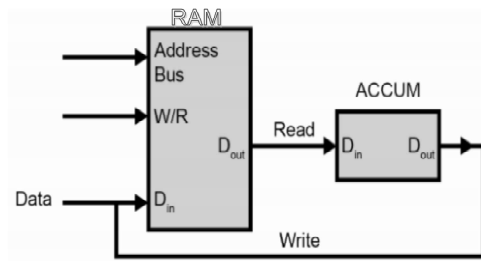 RAM
Address
Bus
ACCUM
W/R
Read
Dout
Din
Dout
Data
Din
Write